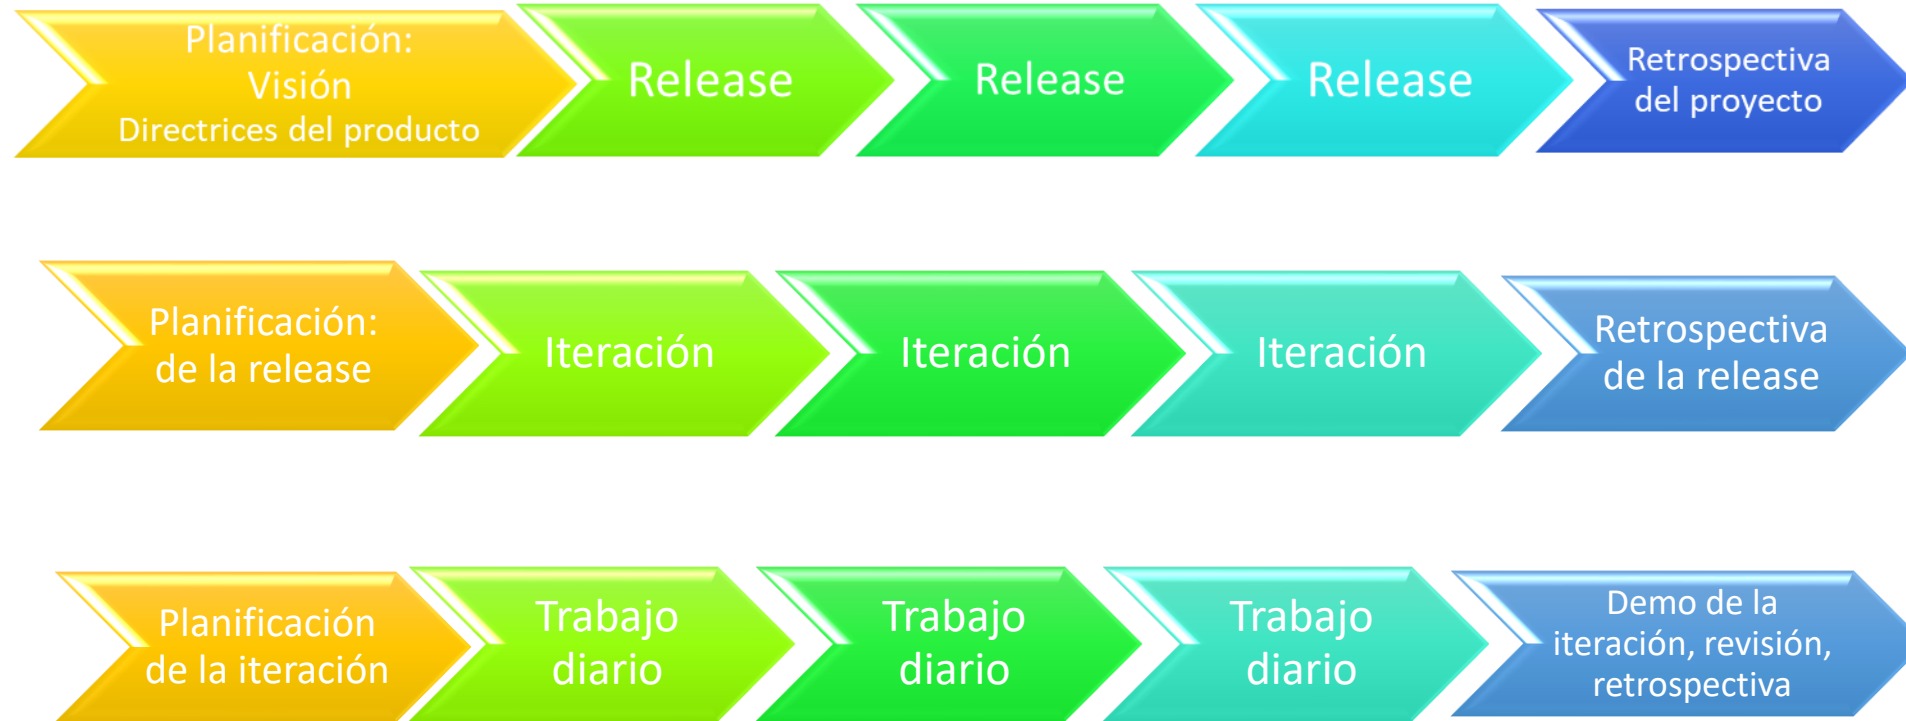 Planificación:
Visión
Directrices del producto
Release
Release
Release
Retrospectiva
del proyecto
Planificación:
de la release
Iteración
Iteración
Iteración
Retrospectiva
de la release
Planificación
de la iteración
Trabajo
diario
Trabajo
diario
Trabajo
diario
Demo de la
iteración, revisión,
retrospectiva